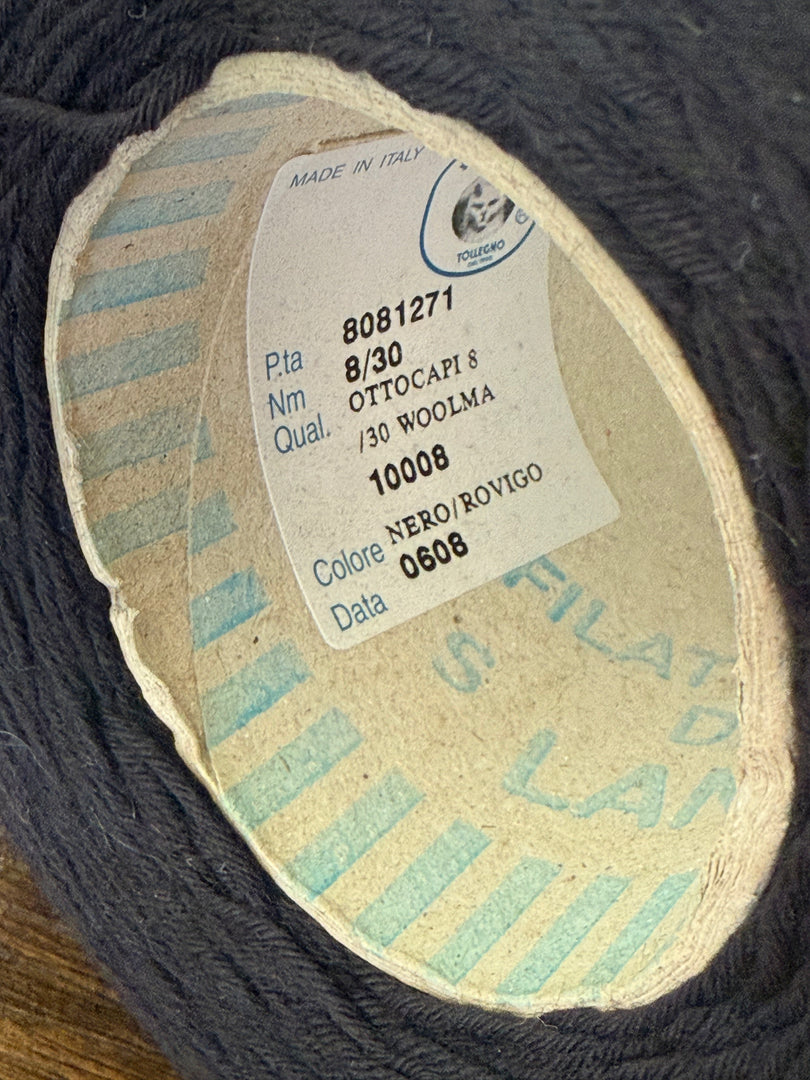 MADE IN ITALY
TOLLEGNO
P.ta 8081271
Nm 8/30
Qual. OTTOCAPI 8
/30 WOOLMA
10008
Colore NERO/ROVIGO
Data 0608
S.
LAN